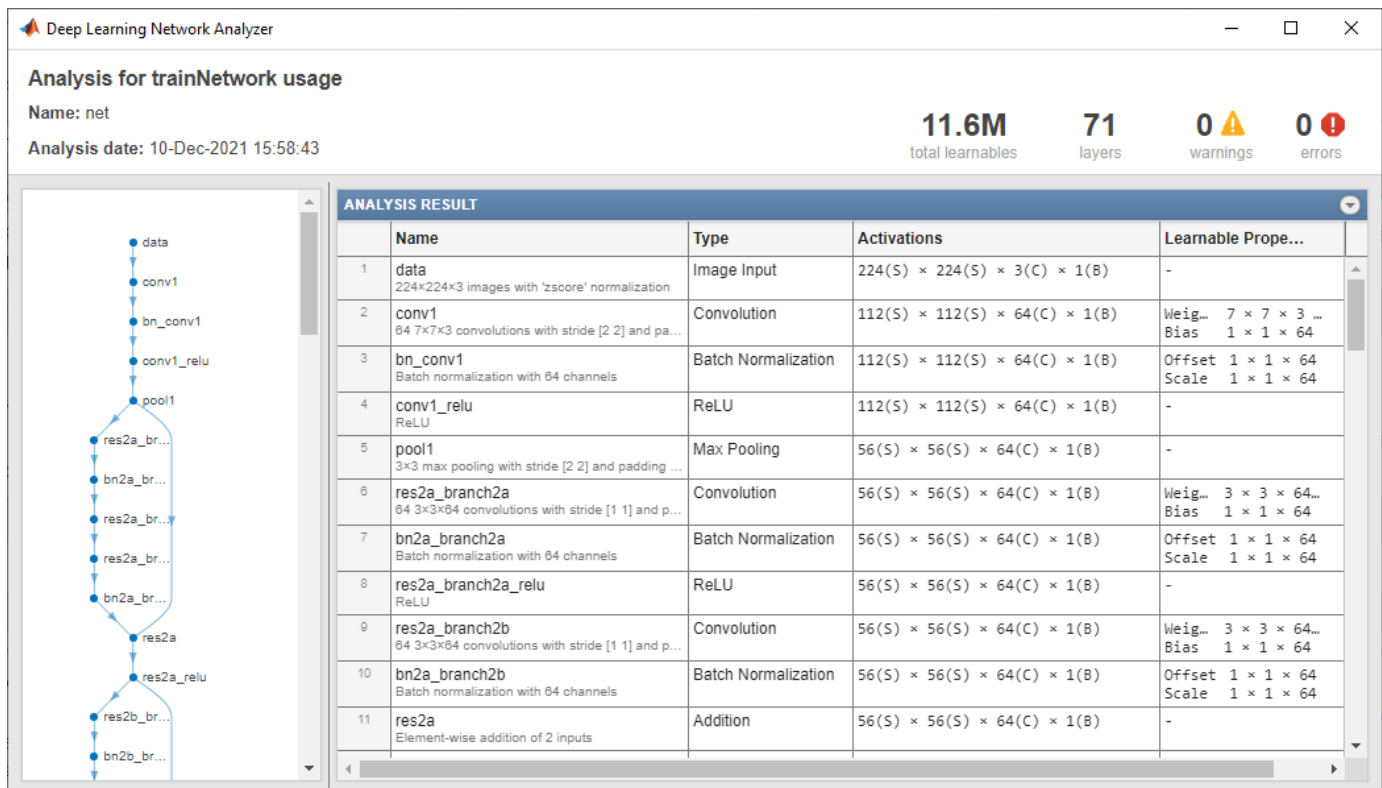 Deep Learning Network Analyzer
Analysis for trainNetwork usage
Name: net
Analysis date: 10-Dec-2021 15:58:43
11.6M
total learnables
71
layers
0
warnings
0
errors
data
conv1
bn_conv1
conv1_relu
pool1
res2a_br...
bn2a_br...
res2a_br...
res2a_br...
bn2a_br...
res2a
res2a_relu
res2b_br...
bn2b_br...
ANALYSIS RESULT
Name Type Activations Learnable Prope...
1 data Image Input 224(S) × 224(S) × 3(C) × 1(B) -
224×224×3 images with 'zscore' normalization
2 conv1 Convolution 112(S) × 112(S) × 64(C) × 1(B) Weig… 7 × 7 × 3 …
64 7×7×3 convolutions with stride [2 2] and pa... Bias 1 × 1 × 64
3 bn_conv1 Batch Normalization 112(S) × 112(S) × 64(C) × 1(B) Offset 1 × 1 × 64
Batch normalization with 64 channels Scale 1 × 1 × 64
4 conv1_relu ReLU 112(S) × 112(S) × 64(C) × 1(B) -
ReLU
5 pool1 Max Pooling 56(S) × 56(S) × 64(C) × 1(B) -
3×3 max pooling with stride [2 2] and padding ...
6 res2a_branch2a Convolution 56(S) × 56(S) × 64(C) × 1(B) Weig… 3 × 3 × 64…
64 3×3×64 convolutions with stride [1 1] and p... Bias 1 × 1 × 64
7 bn2a_branch2a Batch Normalization 56(S) × 56(S) × 64(C) × 1(B) Offset 1 × 1 × 64
Batch normalization with 64 channels Scale 1 × 1 × 64
8 res2a_branch2a_relu ReLU 56(S) × 56(S) × 64(C) × 1(B) -
ReLU
9 res2a_branch2b Convolution 56(S) × 56(S) × 64(C) × 1(B) Weig… 3 × 3 × 64…
64 3×3×64 convolutions with stride [1 1] and p... Bias 1 × 1 × 64
10 bn2a_branch2b Batch Normalization 56(S) × 56(S) × 64(C) × 1(B) Offset 1 × 1 × 64
Batch normalization with 64 channels Scale 1 × 1 × 64
11 res2a Addition 56(S) × 56(S) × 64(C) × 1(B) -
Element-wise addition of 2 inputs